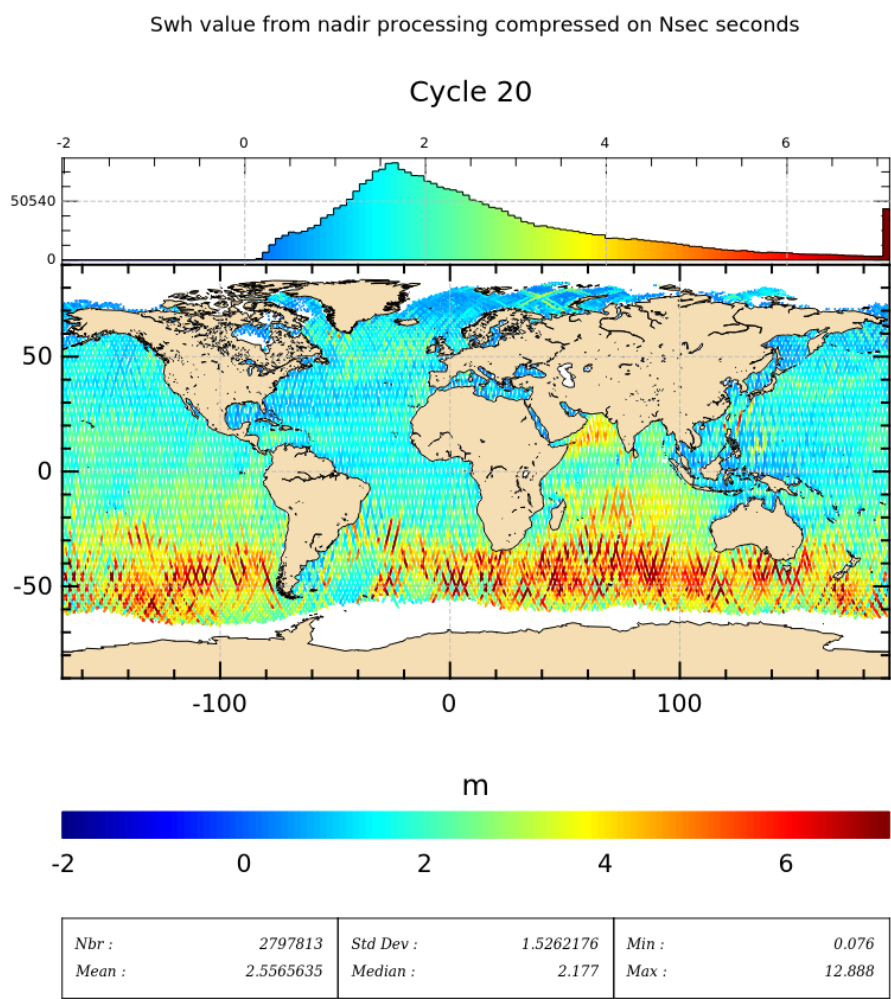 Swh value from nadir processing compressed on Nsec seconds
Cycle 20
-2 0 2 4 6
50540
0
50
0
-50
-100 0 100
m
-2 0 2 4 6
Nbr : 2797813 Std Dev : 1.5262176 Min : 0.076
Mean : 2.5565635 Median : 2.177 Max : 12.888